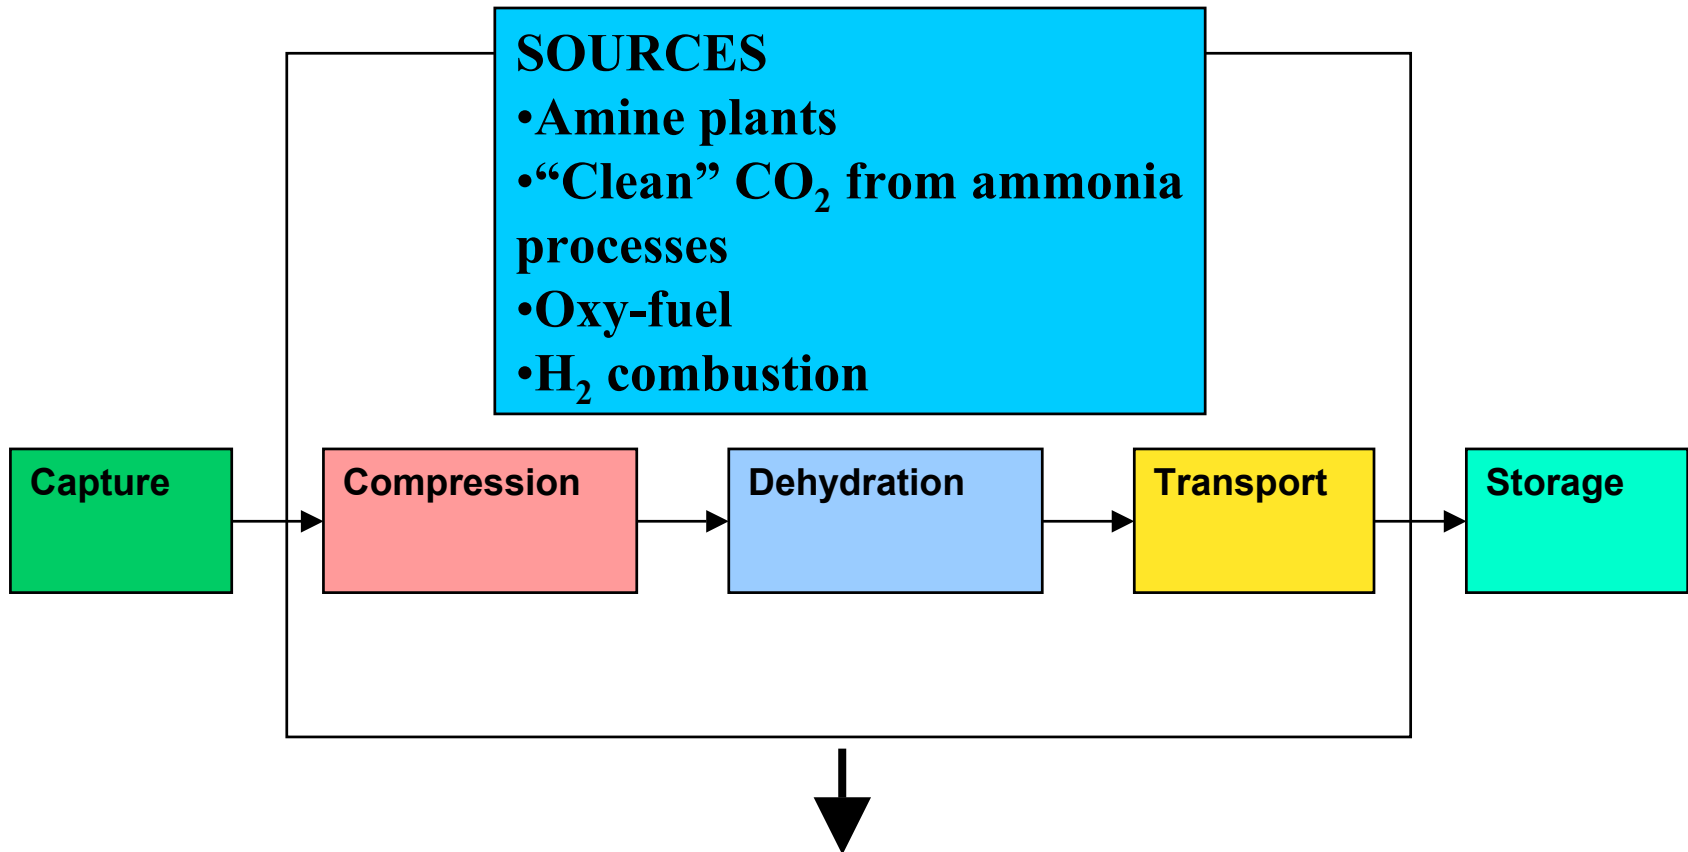 SOURCES
•Amine plants
•“Clean” CO₂ from ammonia
processes
•Oxy-fuel
•H₂ combustion
Capture
Compression
Dehydration
Transport
Storage